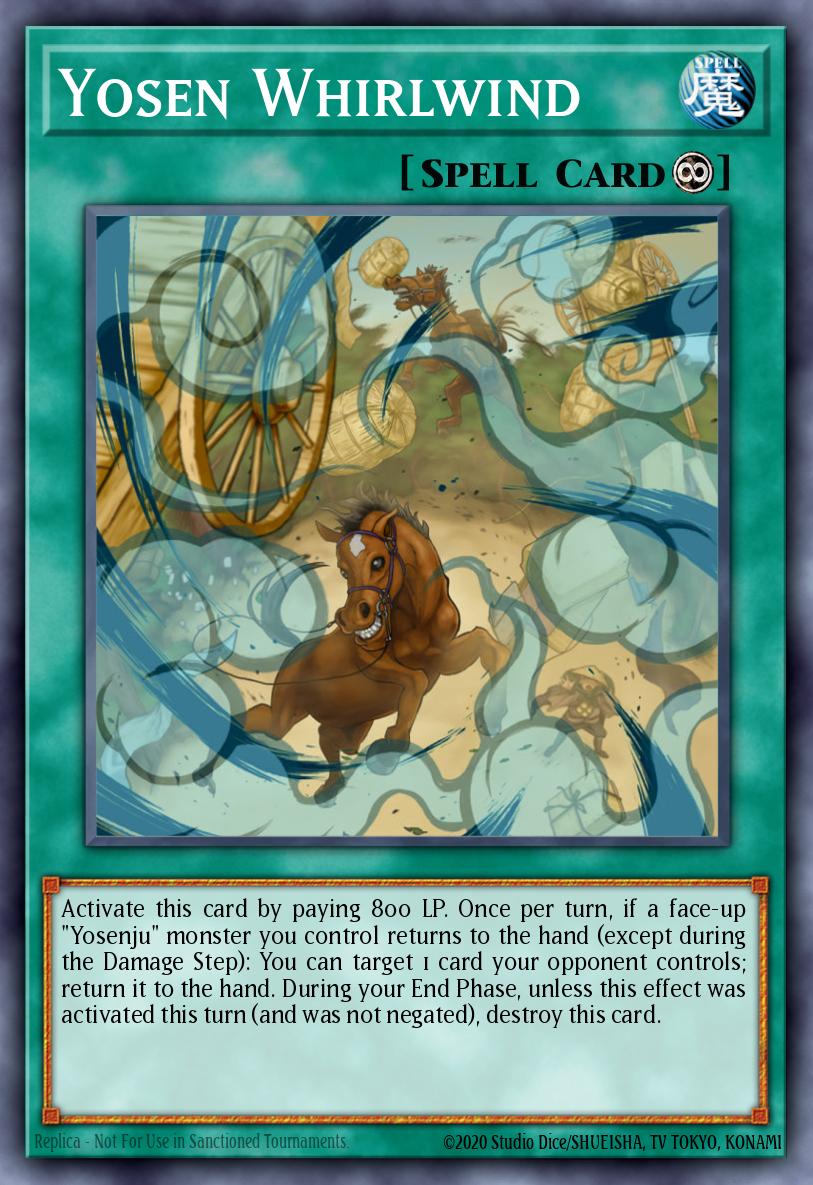 Yosen Whirlwind
SPELL
魔
[Spell Card]
Activate this card by paying 800 LP. Once per turn, if a face-up
"Yosenju" monster you control returns to the hand (except during
the Damage Step): You can target 1 card your opponent controls;
return it to the hand. During your End Phase, unless this effect was
activated this turn (and was not negated), destroy this card.
Replica - Not For Use in Sanctioned Tournaments.
©2020 Studio Dice/SHUEISHA, TV TOKYO, KONAMI